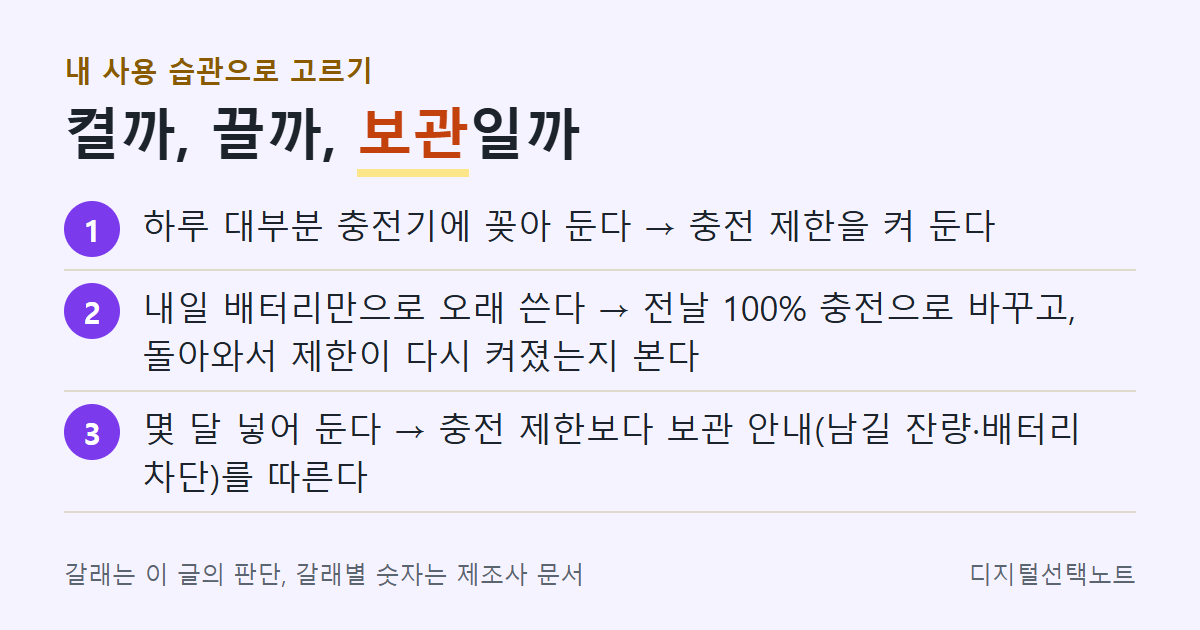 내 사용 습관으로 고르기
켤까, 끌까, 보관일까
1 하루 대부분 충전기에 꽂아 둔다 → 충전 제한을 켜 둔다
2 내일 배터리만으로 오래 쓴다 → 전날 100% 충전으로 바꾸고,
돌아와서 제한이 다시 켜졌는지 본다
3 몇 달 넣어 둔다 → 충전 제한보다 보관 안내(남길 잔량·배터리
차단)를 따른다
갈래는 이 글의 판단, 갈래별 숫자는 제조사 문서
디지털선택노트